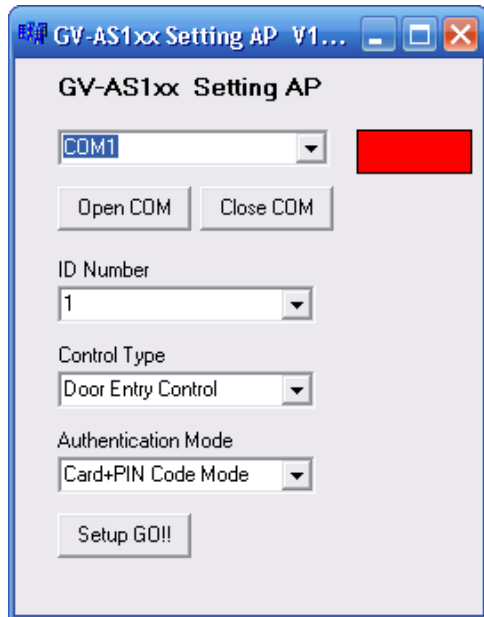 GV-AS1xx Setting AP V1...
GV-AS1xx Setting AP
COM1
Open COM Close COM
ID Number
1
Control Type
Door Entry Control
Authentication Mode
Card+PIN Code Mode
Setup GO!!